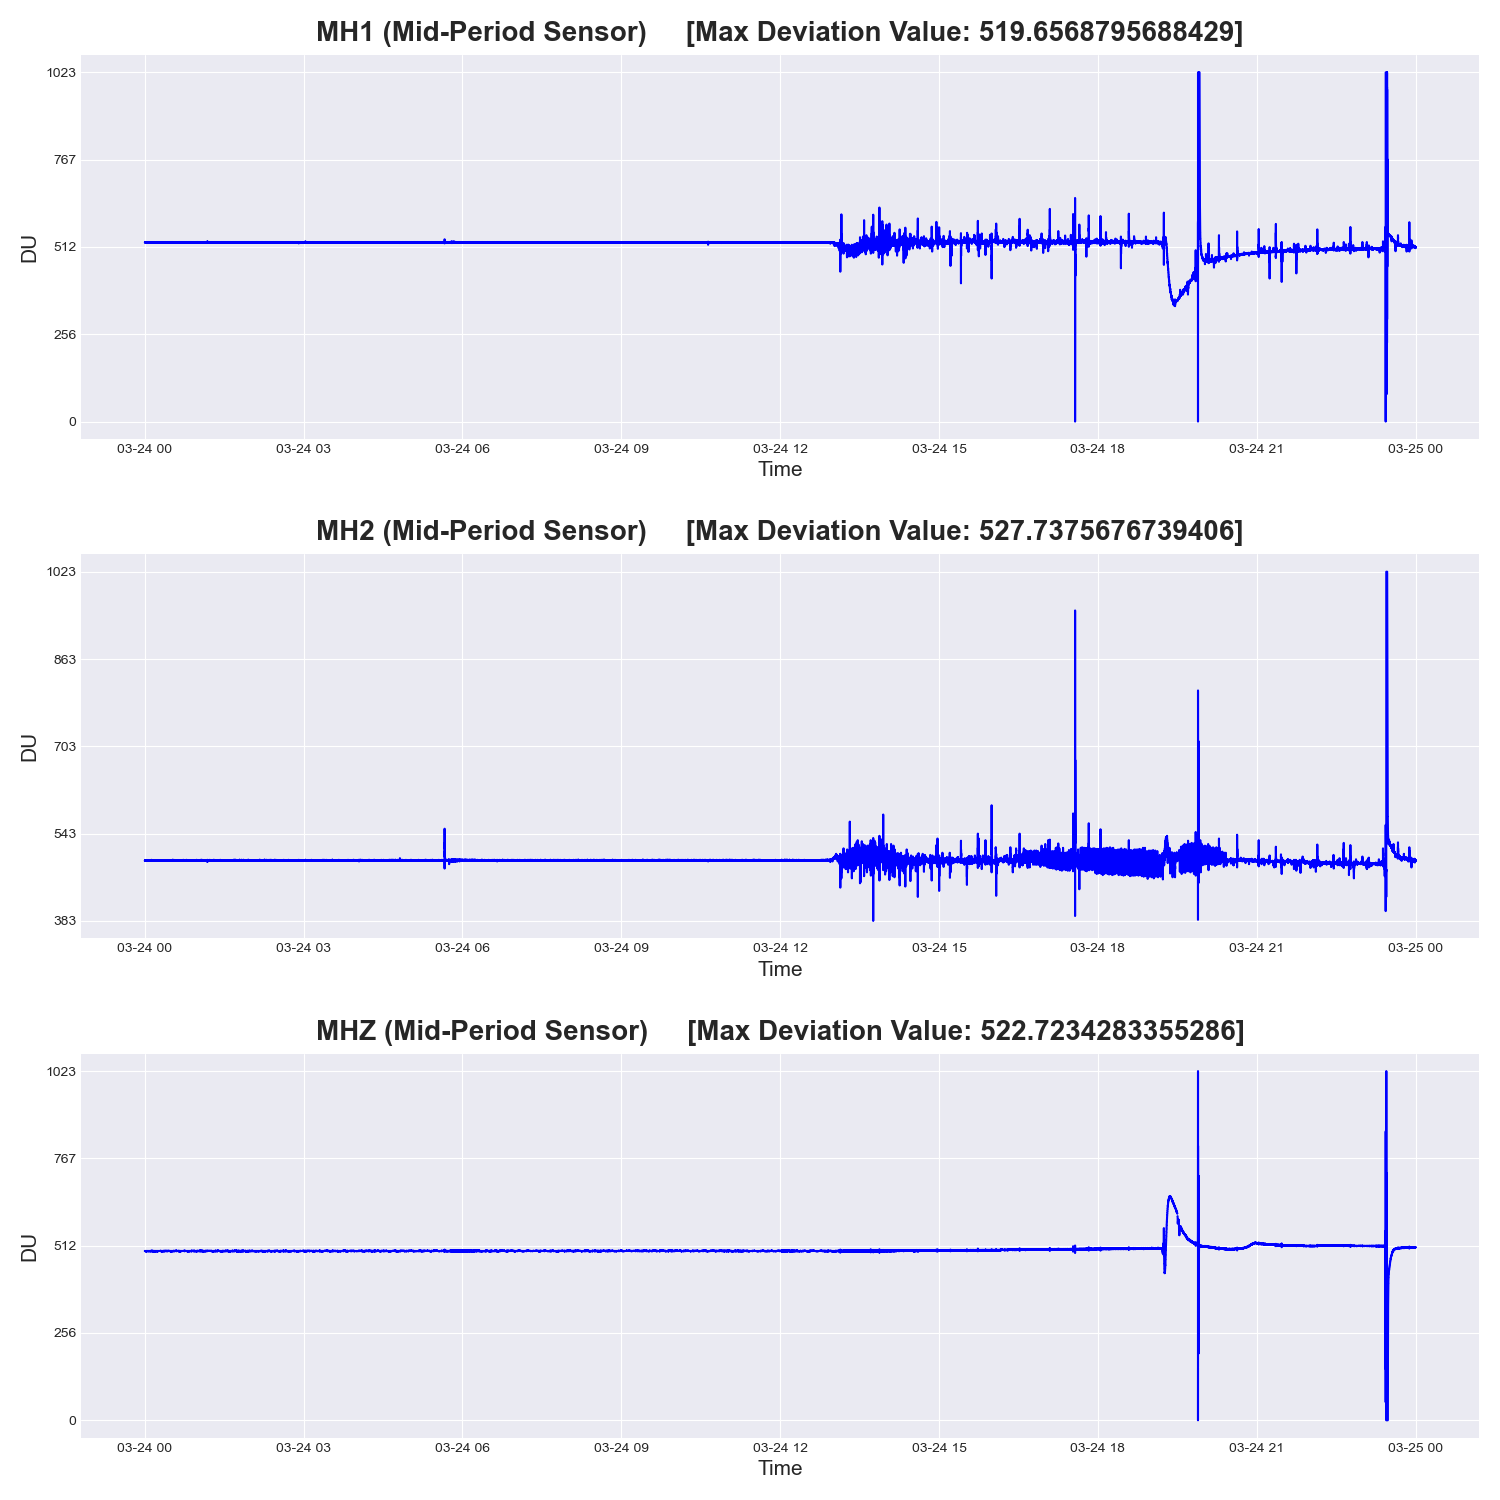 MH1 (Mid-Period Sensor) [Max Deviation Value: 519.6568795688429]
1023
767
512
256
0
DU
03-24 00 03-24 03 03-24 06 03-24 09 03-24 12 03-24 15 03-24 18 03-24 21 03-25 00
Time
MH2 (Mid-Period Sensor) [Max Deviation Value: 527.7375676739406]
1023
863
703
543
383
DU
03-24 00 03-24 03 03-24 06 03-24 09 03-24 12 03-24 15 03-24 18 03-24 21 03-25 00
Time
MHZ (Mid-Period Sensor) [Max Deviation Value: 522.7234283355286]
1023
767
512
256
0
DU
03-24 00 03-24 03 03-24 06 03-24 09 03-24 12 03-24 15 03-24 18 03-24 21 03-25 00
Time